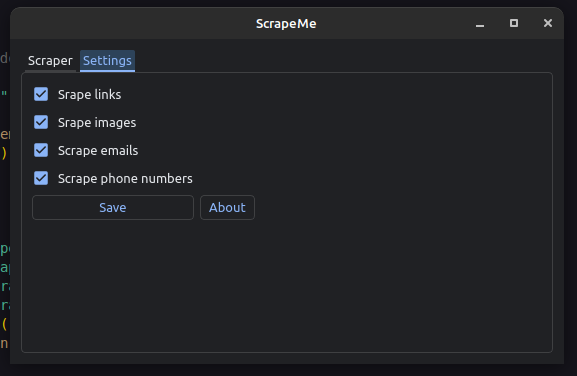 ScrapeMe
Scraper Settings
Srape links
Srape images
Scrape emails
Scrape phone numbers
Save About